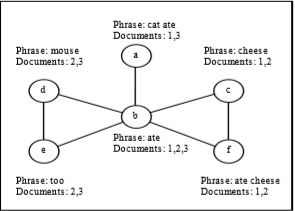 Phrase: cat ate
Documents: 1,3
Phrase: mouse
Documents: 2,3
Phrase: cheese
Documents: 1,2
a
d
c
b
Phrase: ate
Documents: 1,2,3
e
f
Phrase: too
Documents: 2,3
Phrase: ate cheese
Documents: 1,2